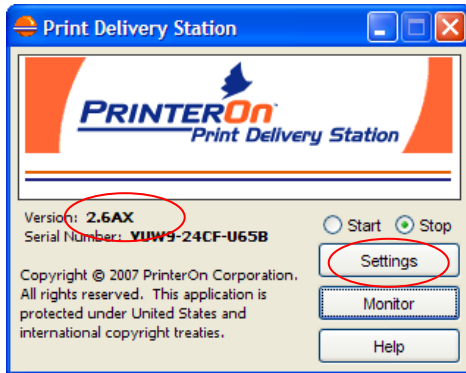 Print Delivery Station
PRINTERON
Print Delivery Station
Version: 2.6AX
Serial Number: YUW9-24CF-U65B
Start Stop
Settings
Copyright © 2007 PrinterOn Corporation.
All rights reserved. This application is
protected under United States and
international copyright treaties.
Monitor
Help